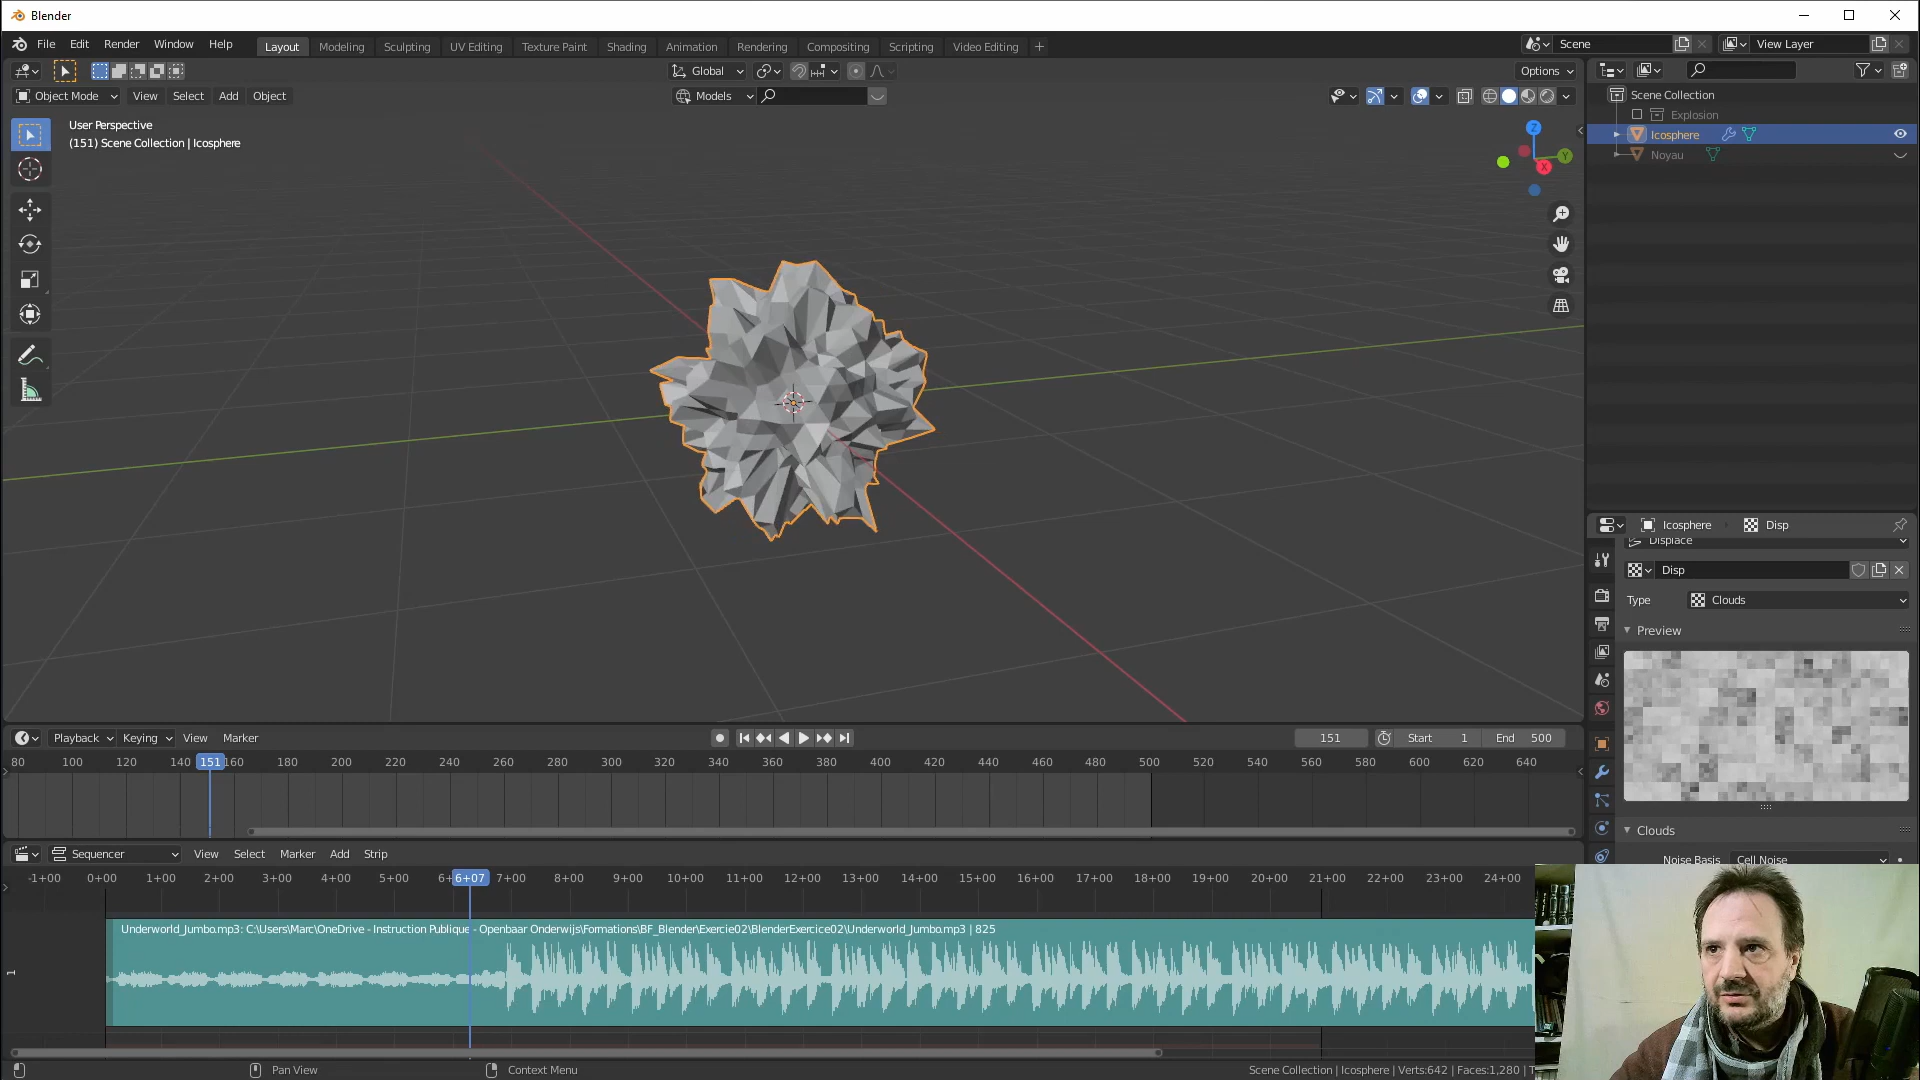 Blender
File Edit Render Window Help
Layout Modeling Sculpting UV Editing Texture Paint Shading Animation Rendering Compositing Scripting Video Editing +
Scene
View Layer
Global
Options
Object Mode View Select Add Object
Models
User Perspective
(151) Scene Collection | Icosphere
Z
Y
X
Scene Collection
Explosion
Icosphere
Noyau
Icosphere
Disp
Displace
Disp
Type Clouds
Preview
Clouds
Noise Basis Cell Noise
Playback Keying View Marker
151
Start 1 End 500
80 100 120 140 151 160 180 200 220 240 260 280 300 320 340 360 380 400 420 440 460 480 500 520 540 560 580 600 620 640
Sequencer View Select Marker Add Strip
-1+00 0+00 1+00 2+00 3+00 4+00 5+00 6+07 7+00 8+00 9+00 10+00 11+00 12+00 13+00 14+00 15+00 16+00 17+00 18+00 19+00 20+00 21+00 22+00 23+00 24+00
Underworld_Jumbo.mp3: C:\Users\Marc\OneDrive - Instruction Publique - Openbaar Onderwijs\Formations\BF_Blender\Exercie02\BlenderExercice02\Underworld_Jumbo.mp3 | 825
1
Pan View
Context Menu
Scene Collection | Icosphere | Verts:642 | Faces:1,280 | T